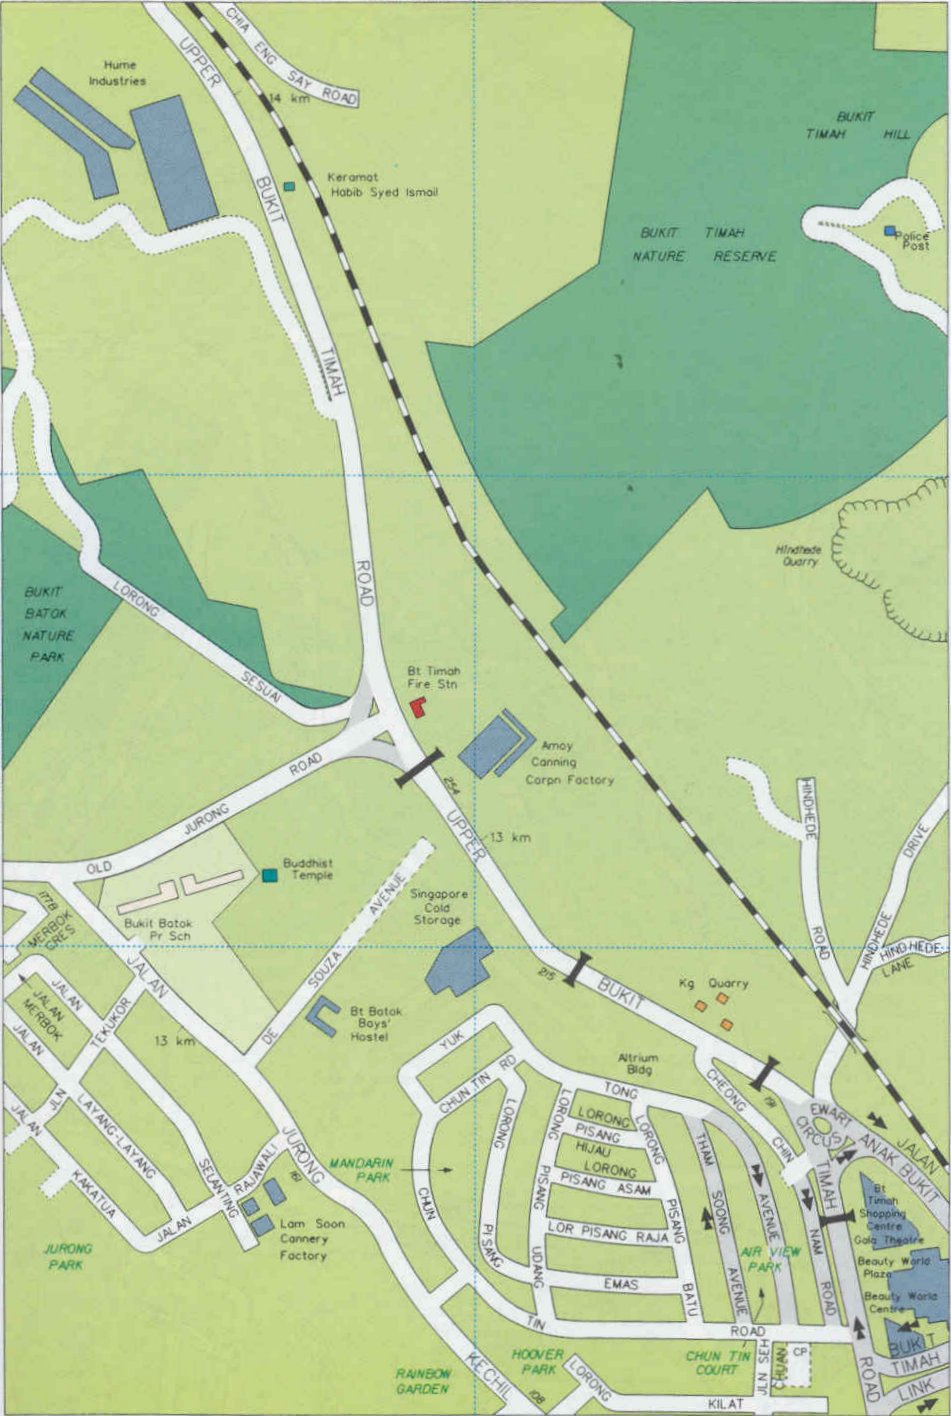 CHIA ENG SAY ROAD
UPPER
14 km
Hume
Industries
BUKIT
TIMAH HILL
Keramat
Habib Syed Ismail
BUKIT
BUKIT TIMAH
NATURE RESERVE
Police
Post
TIMAH
Hindhede
Quarry
ROAD
BUKIT
BATOK
NATURE
PARK
LORONG
SESUAI
Bt Timah
Fire Stn
Amoy
Canning
Corpn Factory
254
OLD JURONG ROAD
UPPER
13 km
HINDHEDE
ROAD
HINDHEDE DRIVE
HINDHEDE
LANE
Buddhist
Temple
Bukit Batok
Pr Sch
Singapore
Cold
Storage
DE SOUZA AVENUE
177B
MERBOK
CRES
JALAN
MERBOK
JALAN
TEKUKOR
JALAN
JALAN
13 km
Bt Batok
Boys'
Hostel
215
BUKIT
Kg Quarry
JLN
JALAN
LAYANG-LAYANG
KAKATUA
JALAN
SELANTING
RAJAWALI
161
JURONG
Lam Soon
Cannery
Factory
JURONG
PARK
MANDARIN
PARK
YUK
TONG
AVENUE
CHUN TIN RD
Altrium
Bldg
CHEONG
CHIN
NAM
ROAD
191
EWART
CIRCUS
JALAN
ANAK BUKIT
TIMAH
LORONG
PISANG
LORONG
PISANG
UDANG
LORONG
PISANG
HIJAU
LORONG
PISANG ASAM
LOR PISANG RAJA
EMAS
LORONG
PISANG
BATU
THAM
SOONG
AVENUE
AIR VIEW
PARK
Bt
Timah
Shopping
Centre
Gala Theatre
Beauty World
Plaza
Beauty World
Centre
CHUN
TIN
ROAD
BUKIT
TIMAH
LINK
ROAD
KECHIL
108
RAINBOW
GARDEN
HOOVER
PARK
CHUN TIN
COURT
JLN SEH
CHUAN
CP
LORONG
KILAT